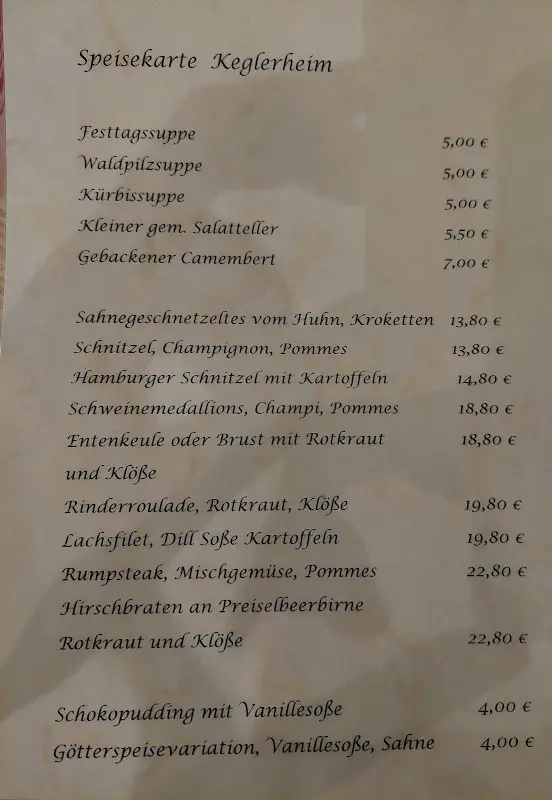 Speisekarte Keglerheim
Festtagssuppe 5,00 €
Waldpilzsuppe 5,00 €
Kürbissuppe 5,00 €
Kleiner gem. Salatteller 5,50 €
Gebackener Camembert 7,00 €
Sahnegeschnetzeltes vom Huhn, Kroketten 13,80 €
Schnitzel, Champignon, Pommes 13,80 €
Hamburger Schnitzel mit Kartoffeln 14,80 €
Schweinemedallions, Champi, Pommes 18,80 €
Entenkeule oder Brust mit Rotkraut 18,80 €
und Klöße
Rinderroulade, Rotkraut, Klöße 19,80 €
Lachsfilet, Dill Soße Kartoffeln 19,80 €
Rumpsteak, Mischgemüse, Pommes 22,80 €
Hirschbraten an Preiselbeerbirne
Rotkraut und Klöße 22,80 €
Schokopudding mit Vanillesoße 4,00 €
Götterspeisevariation, Vanillesoße, Sahne 4,00 €